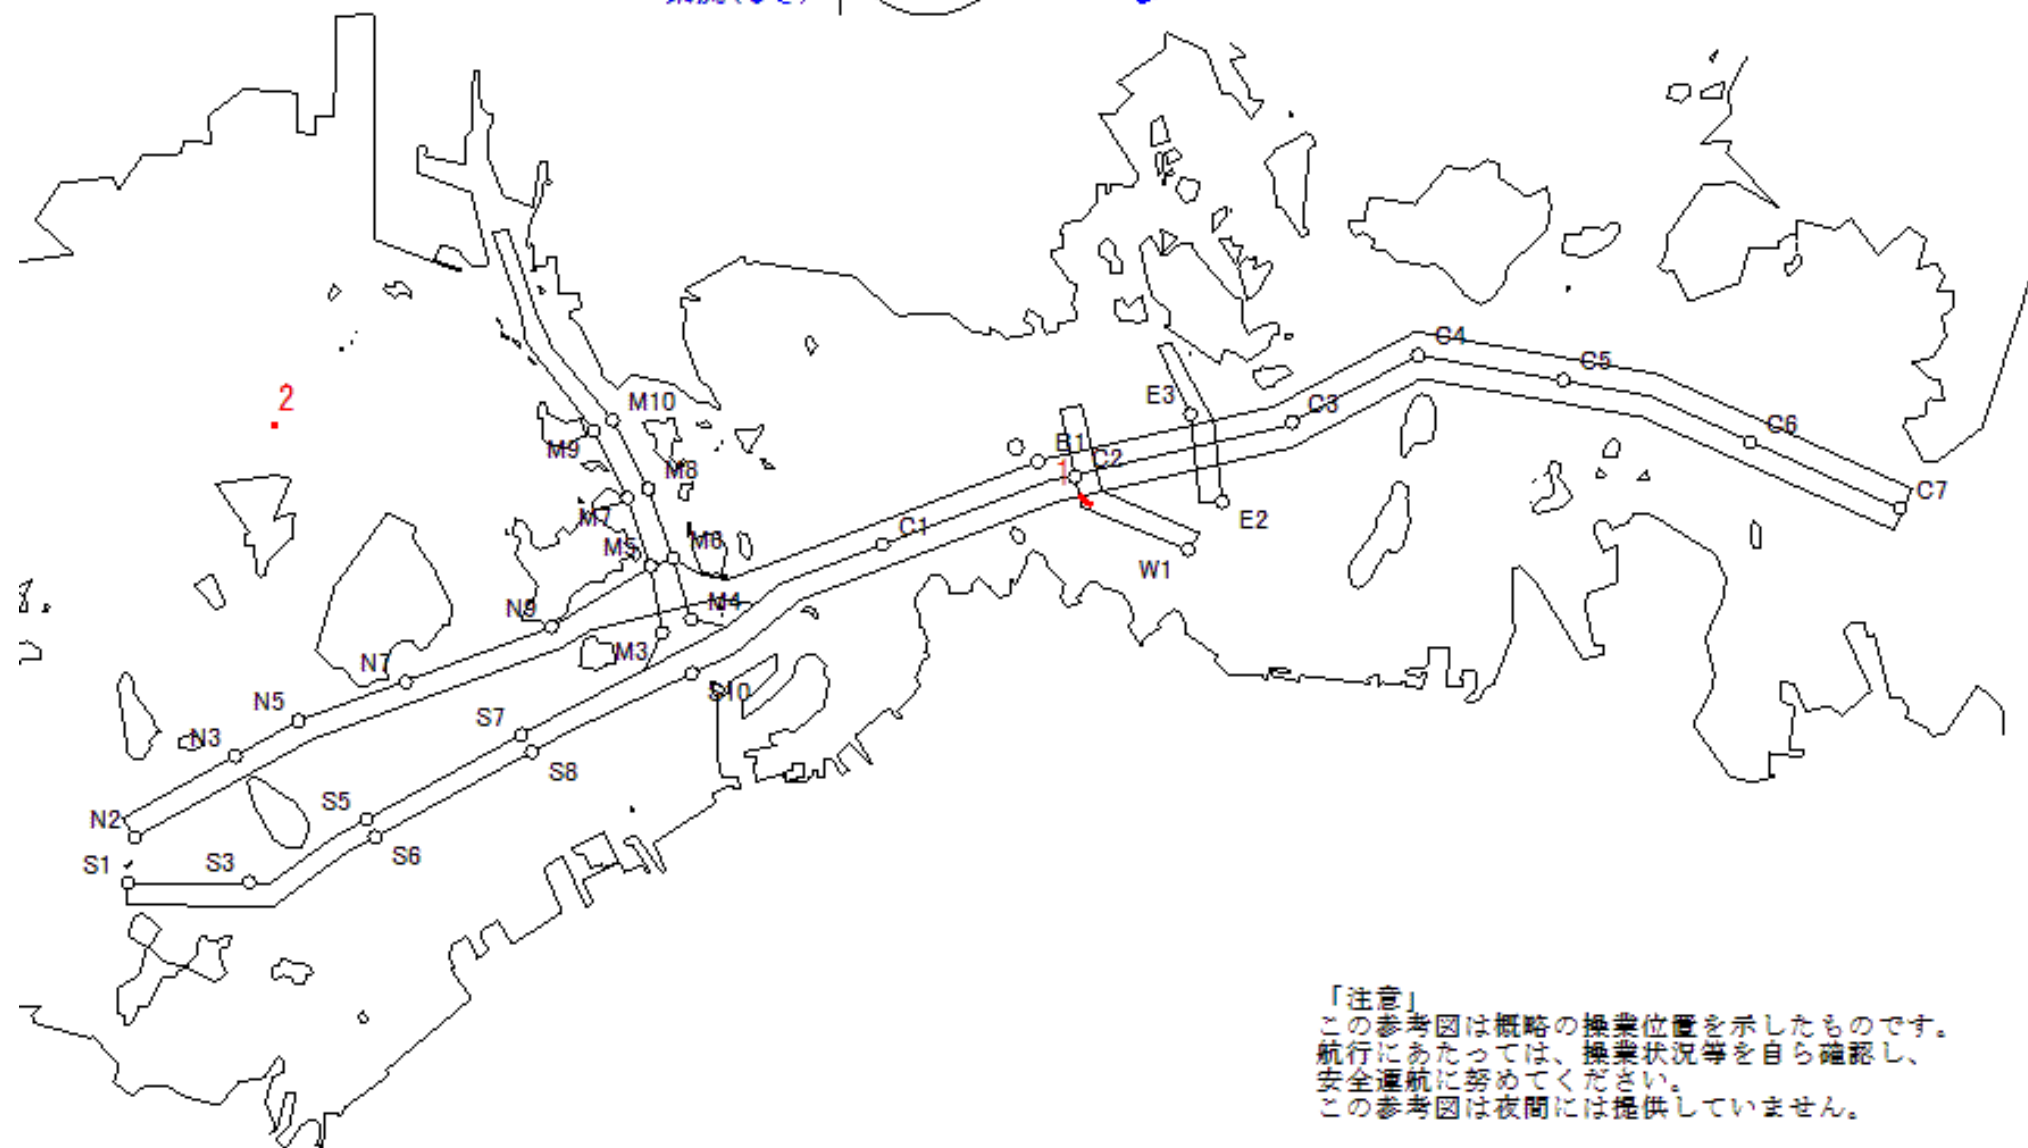 2
C4
C5
E3
M10
C3
M9
B1
C6
1
C2
M8
C7
M7
E2
C1
M5
M6
W1
N9
M4
M3
N7
S10
N5
S7
N3
S8
S5
N2
S6
S1
S3
「注意」
この参考図は概略の操業位置を示したものです。
航行にあたっては、操業状況等を自ら確認し、
安全運航に努めてください。
この参考図は夜間には提供していません。